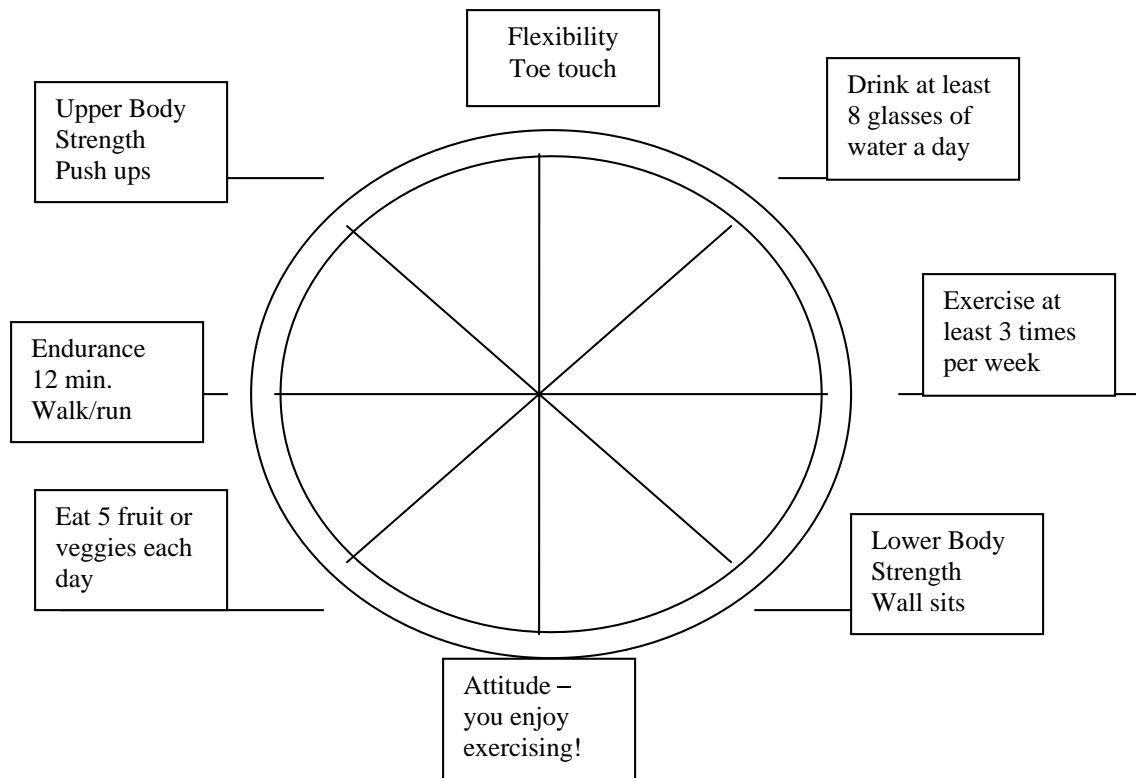 Flexibility
Toe touch
Drink at least
8 glasses of
water a day
Upper Body
Strength
Push ups
Exercise at
least 3 times
per week
Endurance
12 min.
Walk/run
Eat 5 fruit or
veggies each
day
Lower Body
Strength
Wall sits
Attitude –
you enjoy
exercising!